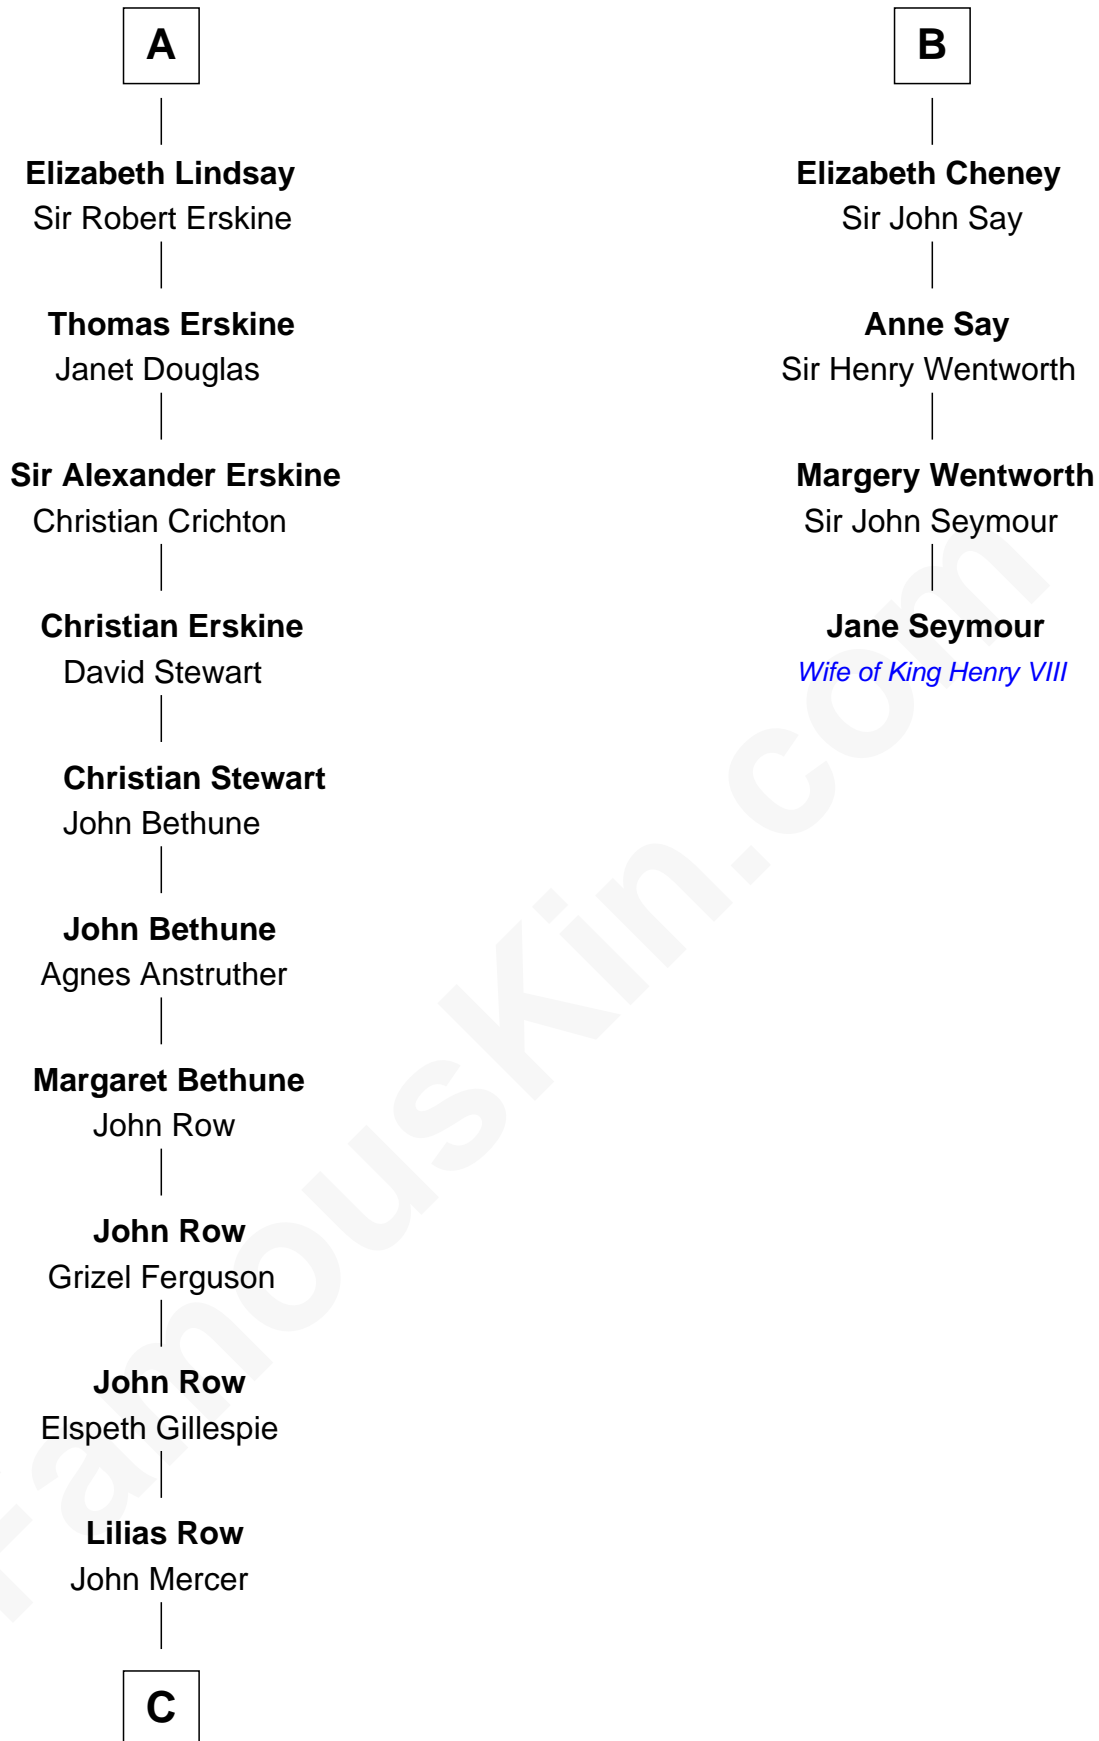 A
Elizabeth Lindsay
Sir Robert Erskine
Thomas Erskine
Janet Douglas
Sir Alexander Erskine
Christian Crichton
Christian Erskine
David Stewart
Christian Stewart
John Bethune
John Bethune
Agnes Anstruther
Margaret Bethune
John Row
John Row
Grizel Ferguson
John Row
Elspeth Gillespie
Lilias Row
John Mercer
C
B
Elizabeth Cheney
Sir John Say
Anne Say
Sir Henry Wentworth
Margery Wentworth
Sir John Seymour
Jane Seymour
Wife of King Henry VIII
FamousKin.com